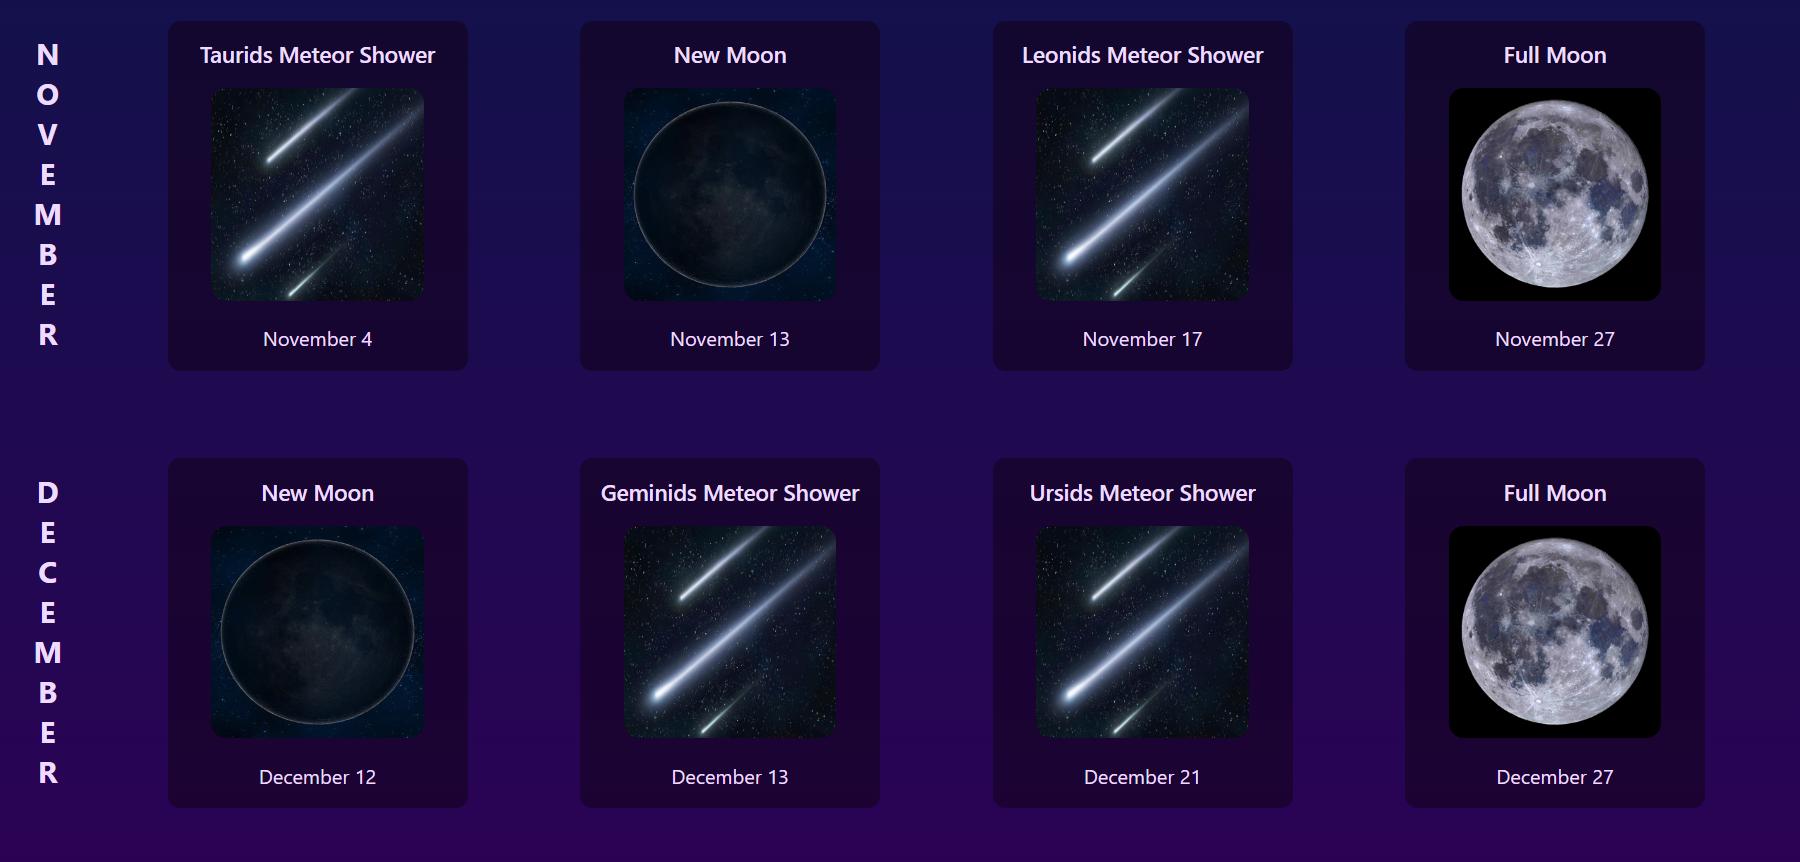 NOVEMBER
Taurids Meteor Shower
November 4
New Moon
November 13
Leonids Meteor Shower
November 17
Full Moon
November 27
DECEMBER
New Moon
December 12
Geminids Meteor Shower
December 13
Ursids Meteor Shower
December 21
Full Moon
December 27